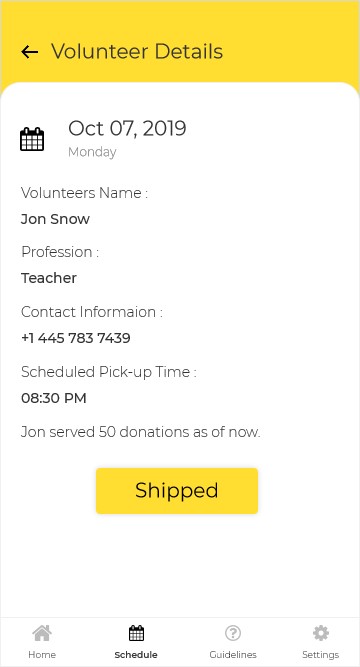 Volunteer Details
Oct 07, 2019
Monday
Volunteers Name :
Jon Snow
Profession :
Teacher
Contact Informaion :
+1 445 783 7439
Scheduled Pick-up Time :
08:30 PM
Jon served 50 donations as of now.
Shipped
Home Schedule Guidelines Settings